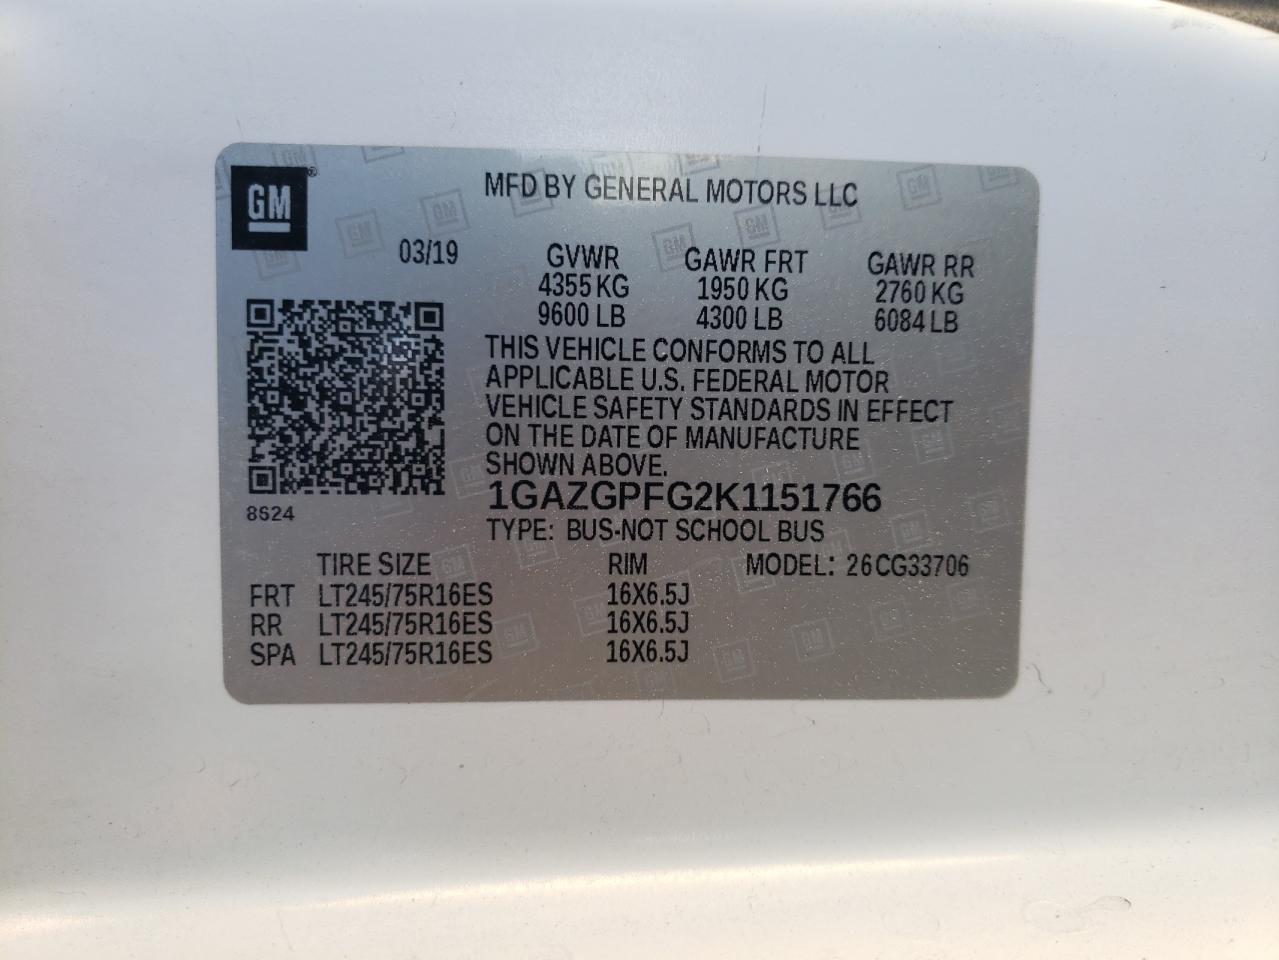 GM®
MFD BY GENERAL MOTORS LLC
03/19 GVWR GAWR FRT GAWR RR
4355 KG 1950 KG 2760 KG
9600 LB 4300 LB 6084 LB
THIS VEHICLE CONFORMS TO ALL
APPLICABLE U.S. FEDERAL MOTOR
VEHICLE SAFETY STANDARDS IN EFFECT
ON THE DATE OF MANUFACTURE
SHOWN ABOVE.
1GAZGPFG2K1151766
8524
TYPE: BUS-NOT SCHOOL BUS
TIRE SIZE RIM MODEL: 26CG33706
FRT LT245/75R16ES 16X6.5J
RR LT245/75R16ES 16X6.5J
SPA LT245/75R16ES 16X6.5J